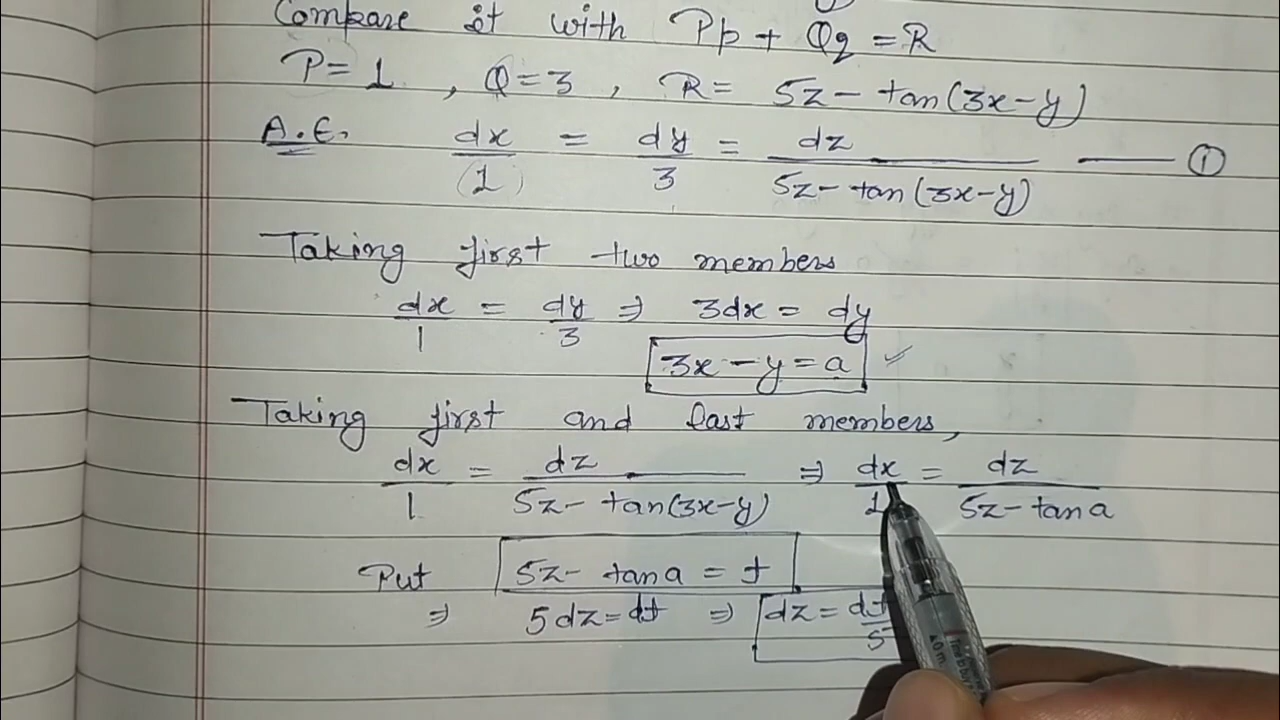 Compare it with Pp + Qq = R
P = 1 , Q = 3 , R = 5z - tan(3x-y)
A.E. dx/(1) = dy/3 = dz/(5z - tan(3x-y)) —— ①
Taking first two members
dx/1 = dy/3 ⇒ 3dx = dy
3x - y = a ✓
Taking first and last members,
dx/1 = dz/(5z - tan(3x-y)) ⇒ dx/1 = dz/(5z - tan a)
Put 5z - tan a = t
⇒ 5dz = dt ⇒ dz = dt/5